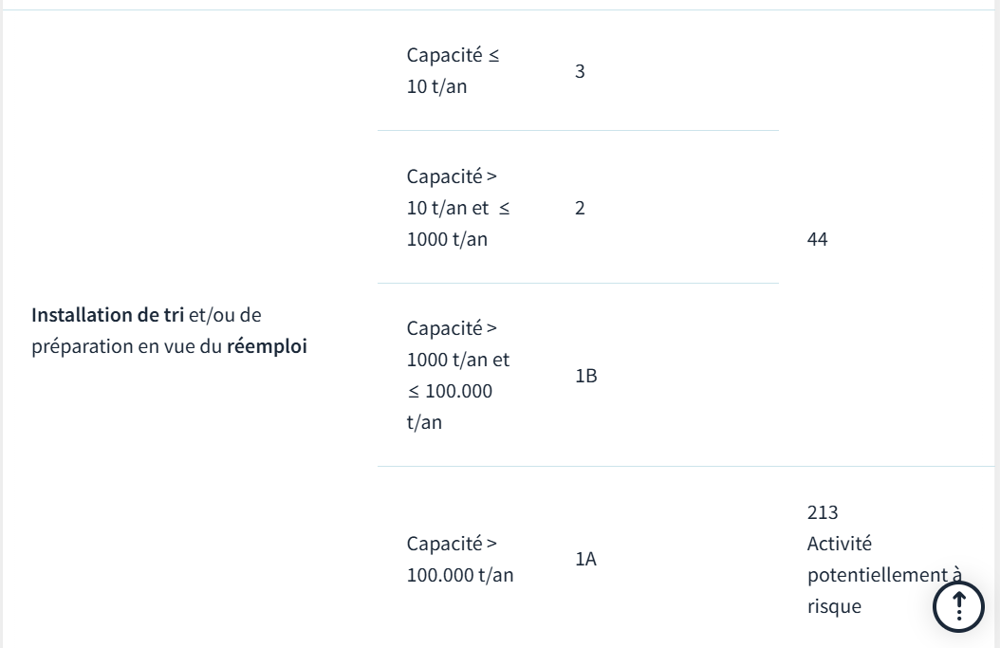 Installation de tri et/ou de
préparation en vue du réemploi
Capacité ≤
10 t/an
3
Capacité >
10 t/an et  ≤
1000 t/an
2
44
Capacité >
1000 t/an et
≤ 100.000
t/an
1B
Capacité >
100.000 t/an
1A
213
Activité
potentiellement à
risque